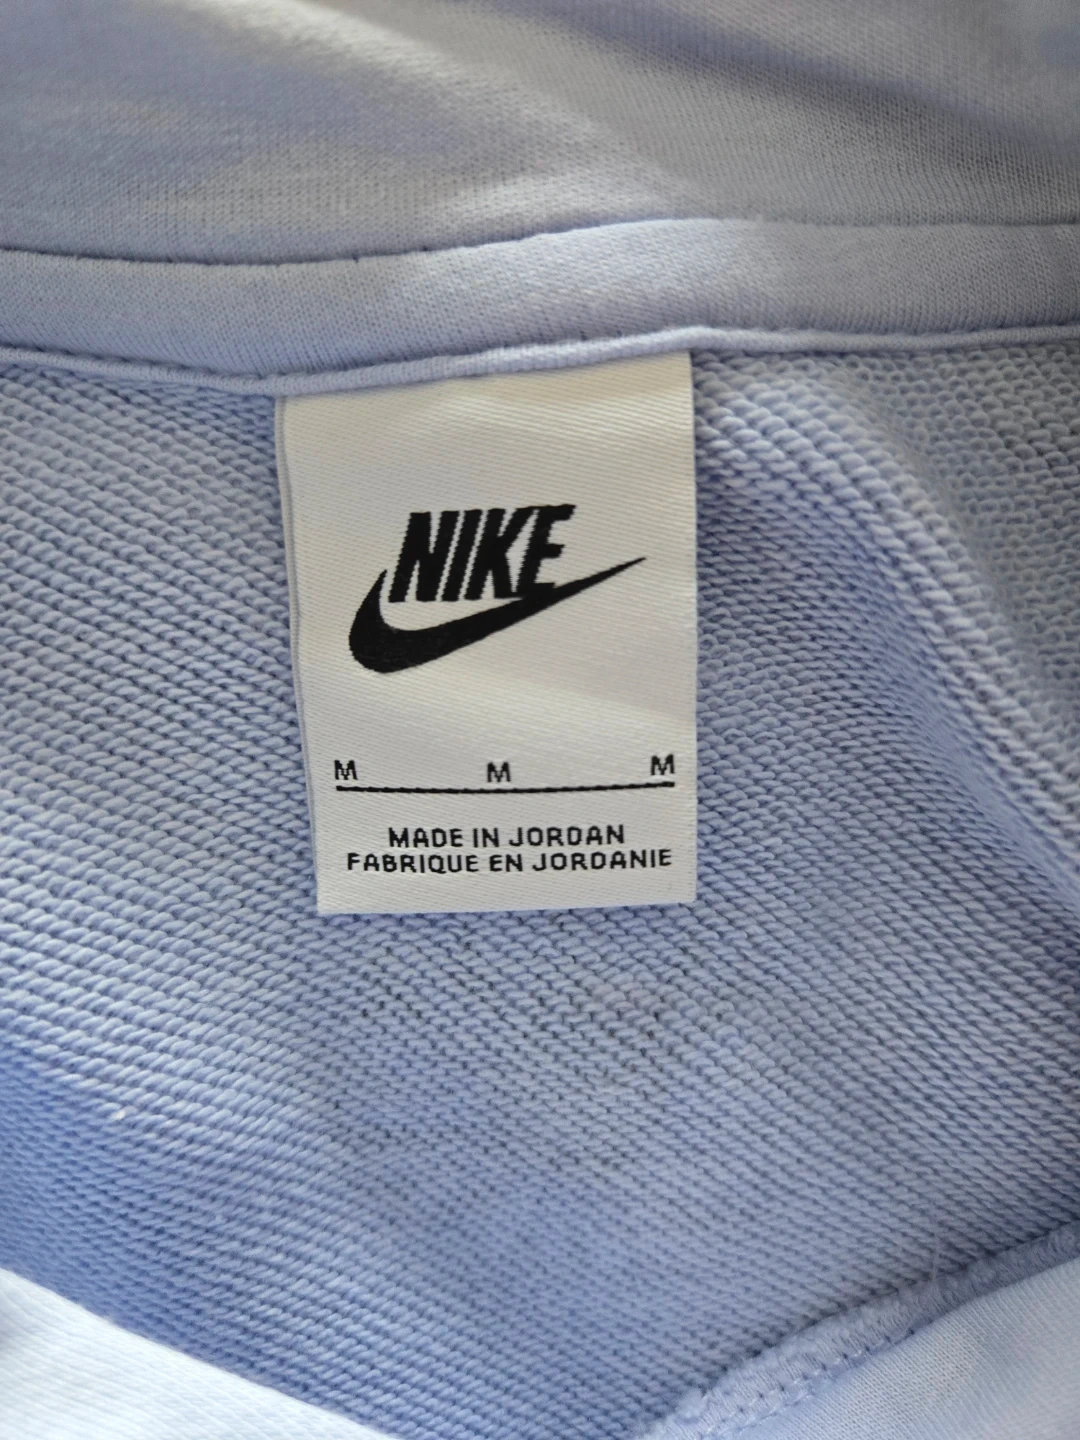 NIKE
M M M
MADE IN JORDAN
FABRIQUE EN JORDANIE